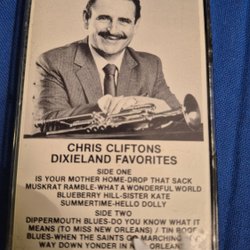 CHRIS CLIFTONS
DIXIELAND FAVORITES
SIDE ONE
IS YOUR MOTHER HOME-DROP THAT SACK
MUSKRAT RAMBLE-WHAT A WONDERFUL WORLD
BLUEBERRY HILL-SISTER KATE
SUMMERTIME-HELLO DOLLY
SIDE TWO
DIPPERMOUTH BLUES-DO YOU KNOW WHAT IT
MEANS (TO MISS NEW ORLEANS) / TIN ROOF
BLUES-WHEN THE SAINTS GO MARCHING
WAY DOWN YONDER IN ORLEANS